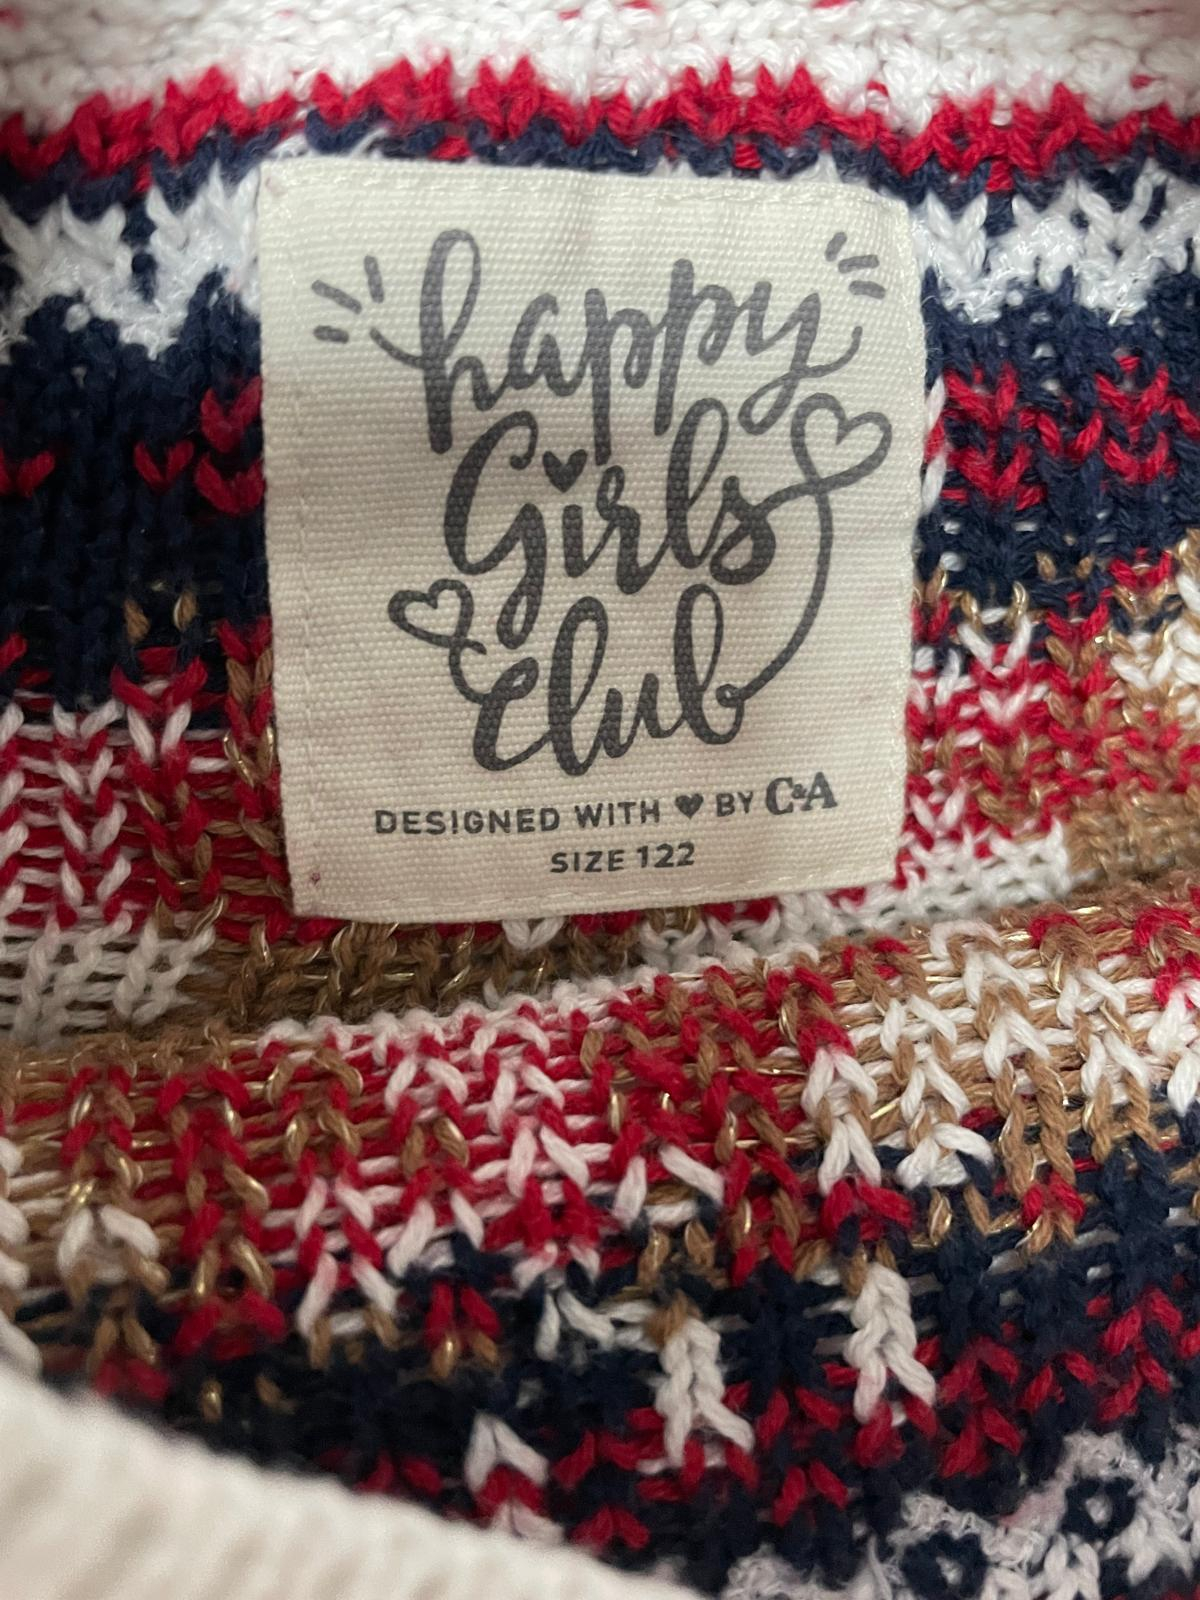 happy
Girls
Club
DESIGNED WITH ♥ BY C&A
SIZE 122